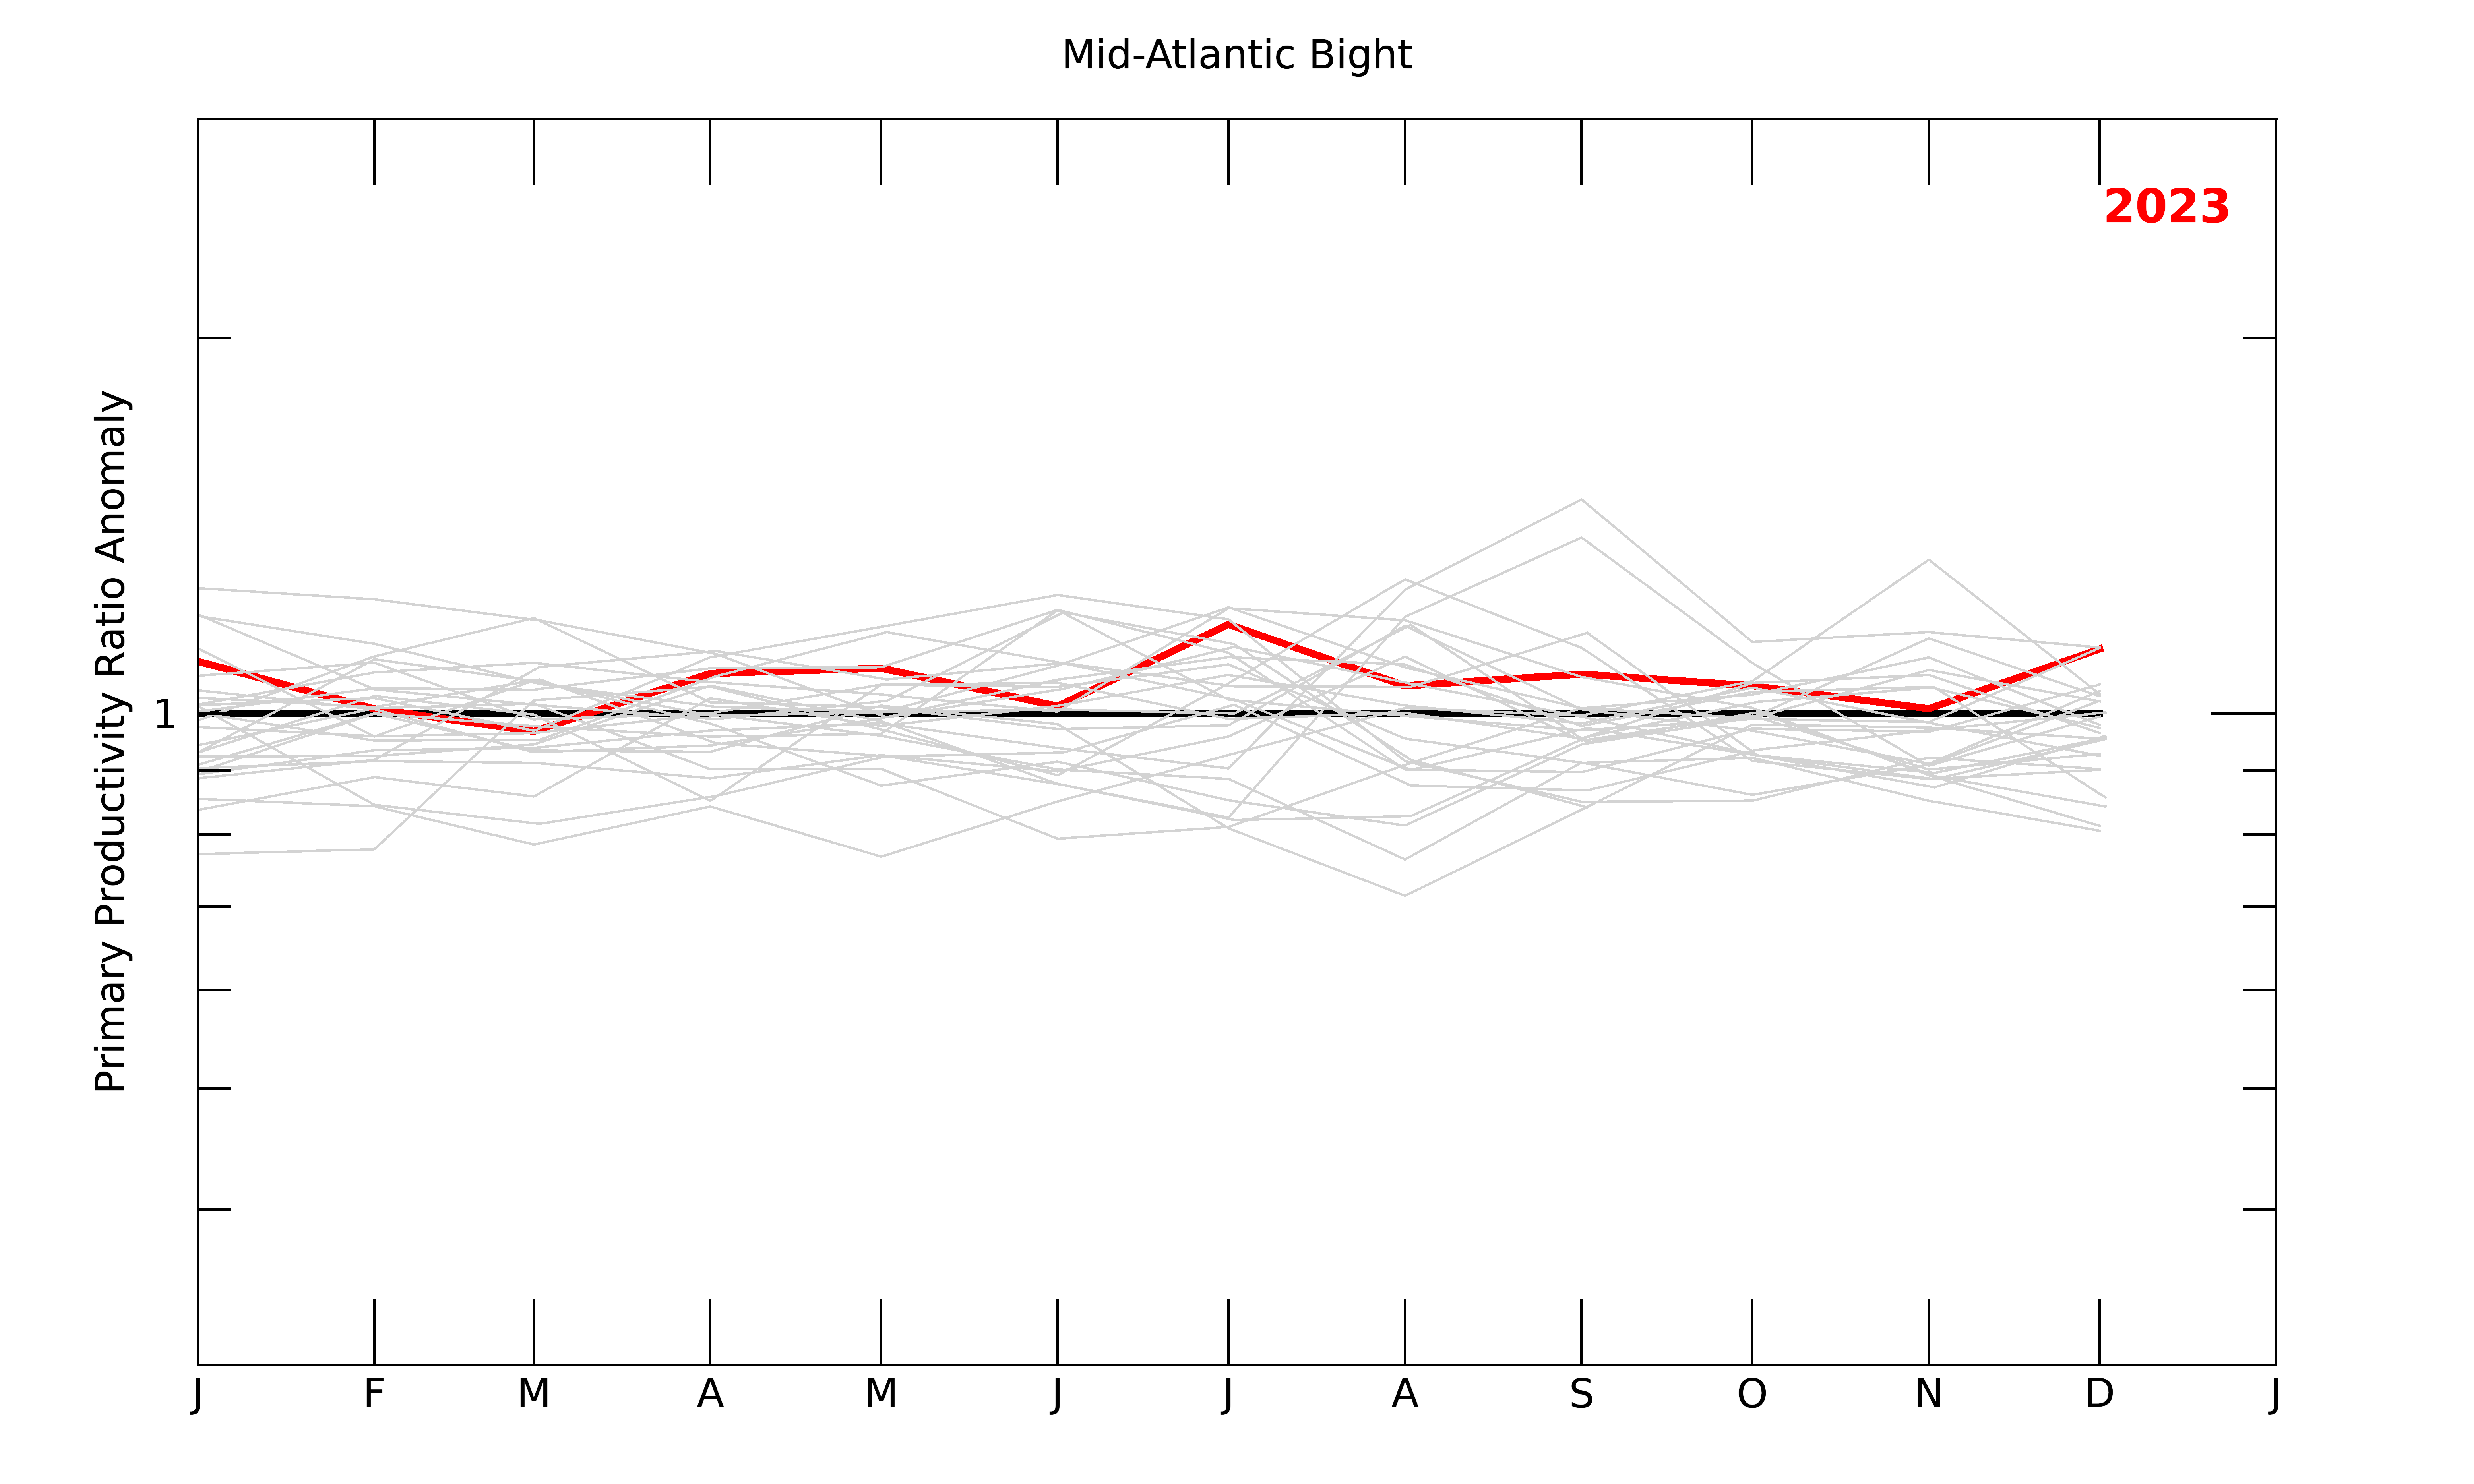 Mid-Atlantic Bight
2023
Primary Productivity Ratio Anomaly
1
J F M A M J J A S O N D J